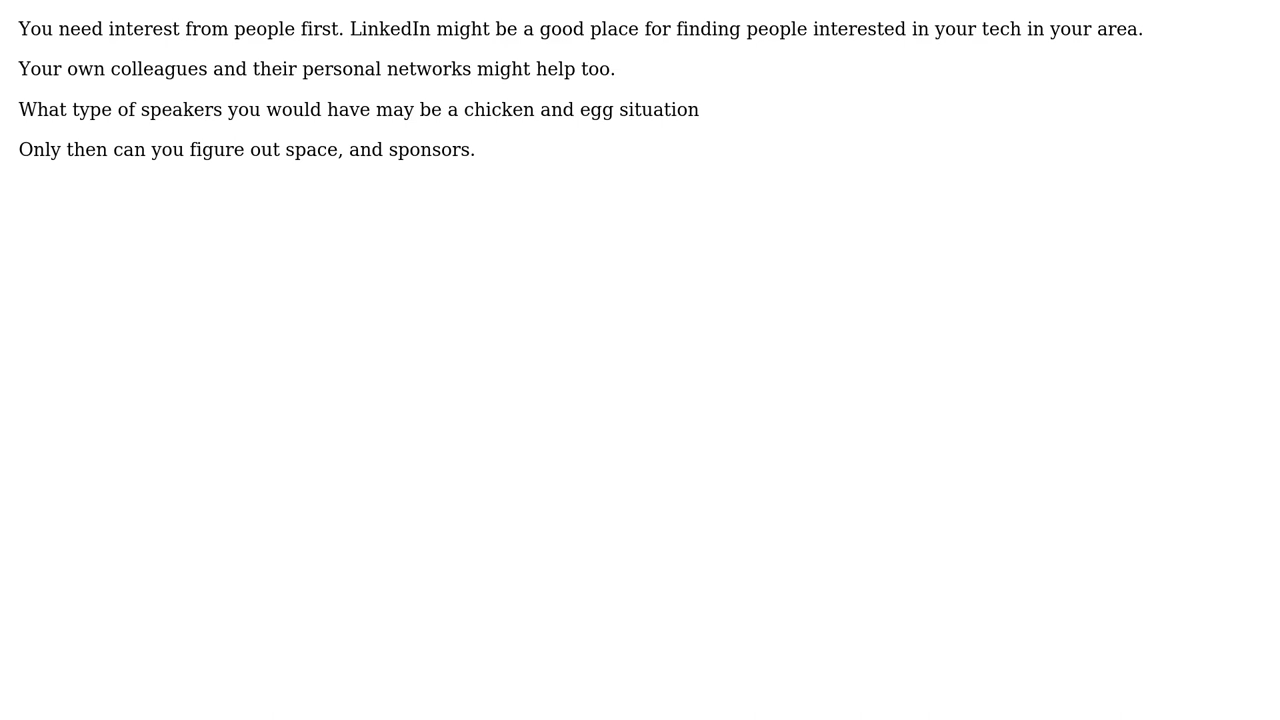 You need interest from people first. LinkedIn might be a good place for finding people interested in your tech in your area.
Your own colleagues and their personal networks might help too.
What type of speakers you would have may be a chicken and egg situation
Only then can you figure out space, and sponsors.